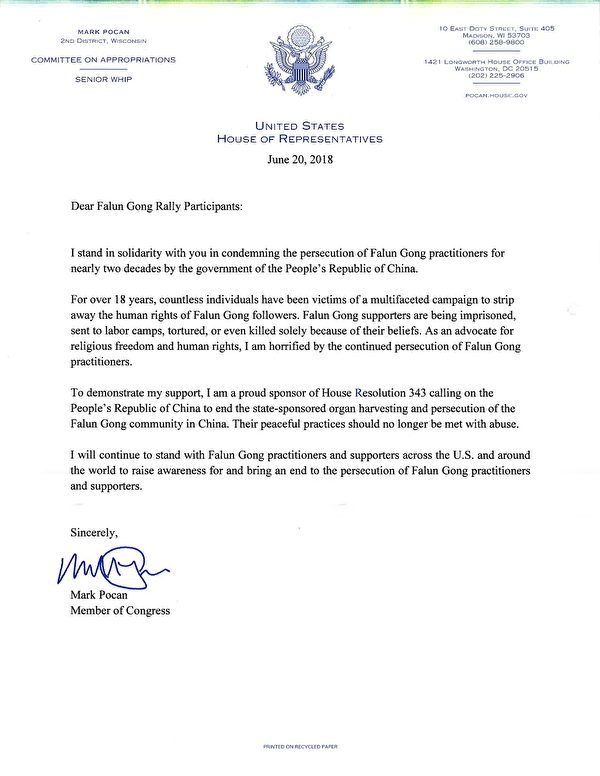 MARK POCAN
2ND DISTRICT, WISCONSIN
COMMITTEE ON APPROPRIATIONS
SENIOR WHIP
10 EAST DOTY STREET, SUITE 405
MADISON, WI 53703
(608) 258-9800
1421 LONGWORTH HOUSE OFFICE BUILDING
WASHINGTON, DC 20515
(202) 225-2906
POCAN.HOUSE.GOV
UNITED STATES
HOUSE OF REPRESENTATIVES
June 20, 2018
Dear Falun Gong Rally Participants:
I stand in solidarity with you in condemning the persecution of Falun Gong practitioners for
nearly two decades by the government of the People's Republic of China.
For over 18 years, countless individuals have been victims of a multifaceted campaign to strip
away the human rights of Falun Gong followers. Falun Gong supporters are being imprisoned,
sent to labor camps, tortured, or even killed solely because of their beliefs. As an advocate for
religious freedom and human rights, I am horrified by the continued persecution of Falun Gong
practitioners.
To demonstrate my support, I am a proud sponsor of House Resolution 343 calling on the
People's Republic of China to end the state-sponsored organ harvesting and persecution of the
Falun Gong community in China. Their peaceful practices should no longer be met with abuse.
I will continue to stand with Falun Gong practitioners and supporters across the U.S. and around
the world to raise awareness for and bring an end to the persecution of Falun Gong practitioners
and supporters.
Sincerely,
Mark Pocan
Member of Congress
PRINTED ON RECYCLED PAPER